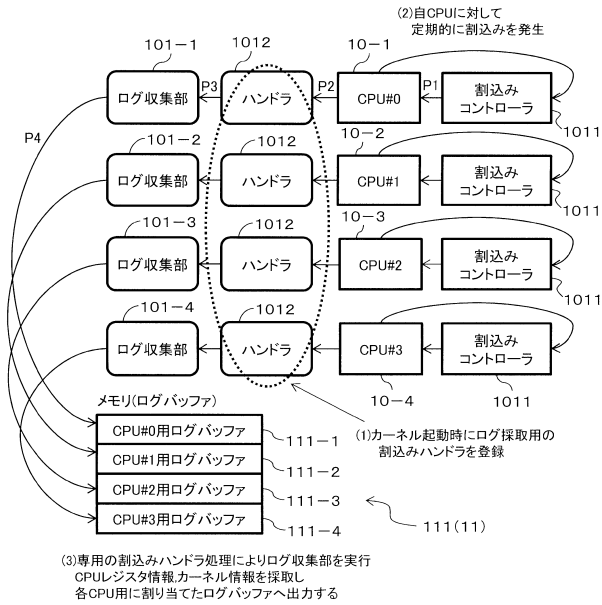 (2)自CPUに対して
定期的に割込みを発生
101-1
1012
10-1
P3
P2
P1
ログ収集部
ハンドラ
CPU#0
割込み
コントローラ
1011
P4
101-2
1012
10-2
ログ収集部
ハンドラ
CPU#1
割込み
コントローラ
1011
101-3
1012
10-3
ログ収集部
ハンドラ
CPU#2
割込み
コントローラ
1011
101-4
1012
ログ収集部
ハンドラ
CPU#3
割込み
コントローラ
10-4
1011
メモリ(ログバッファ)
CPU#0用ログバッファ
111-1
CPU#1用ログバッファ
111-2
CPU#2用ログバッファ
111-3
CPU#3用ログバッファ
111-4
(1)カーネル起動時にログ採取用の
割込みハンドラを登録
111(11)
(3)専用の割込みハンドラ処理によりログ収集部を実行
CPUレジスタ情報,カーネル情報を採取し
各CPU用に割り当てたログバッファへ出力する